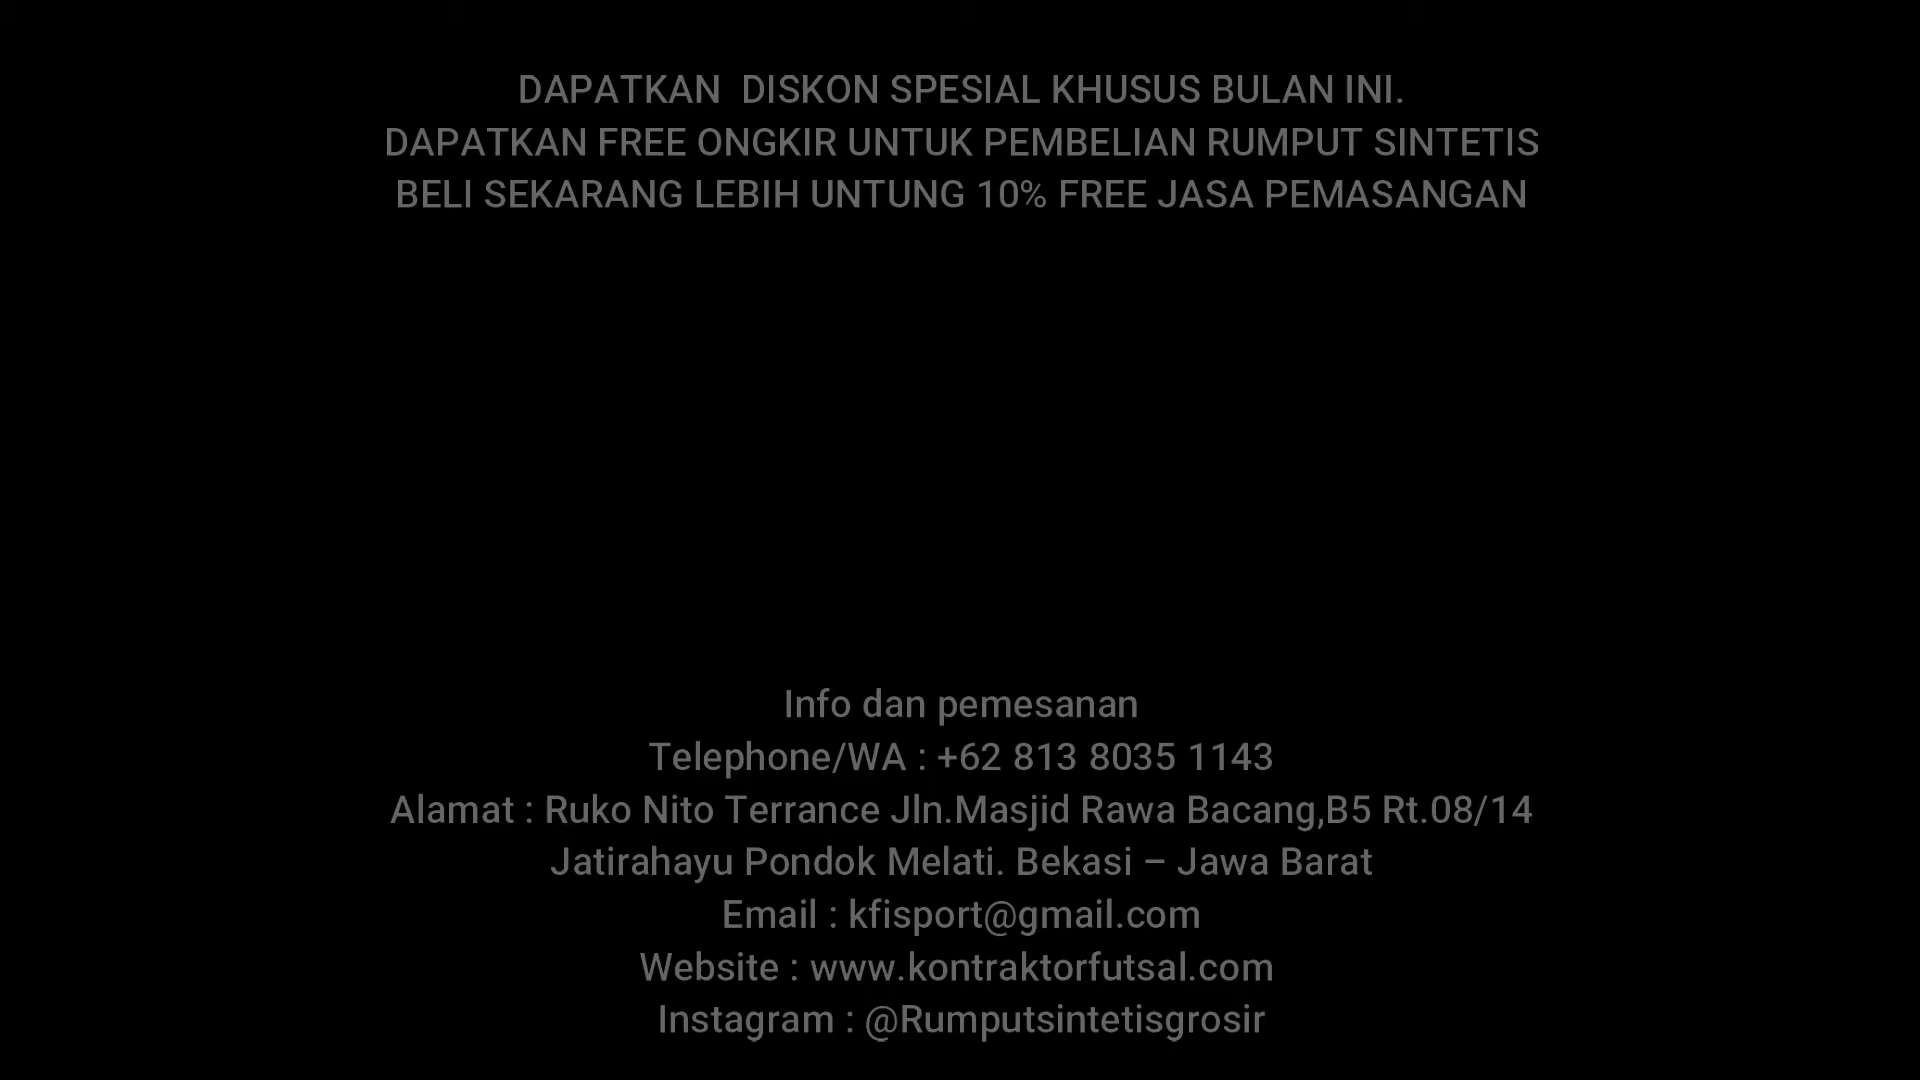 DAPATKAN  DISKON SPESIAL KHUSUS BULAN INI.
DAPATKAN FREE ONGKIR UNTUK PEMBELIAN RUMPUT SINTETIS
BELI SEKARANG LEBIH UNTUNG 10% FREE JASA PEMASANGAN
Info dan pemesanan
Telephone/WA : +62 813 8035 1143
Alamat : Ruko Nito Terrance Jln.Masjid Rawa Bacang,B5 Rt.08/14
Jatirahayu Pondok Melati. Bekasi – Jawa Barat
Email : kfisport@gmail.com
Website : www.kontraktorfutsal.com
Instagram : @Rumputsintetisgrosir